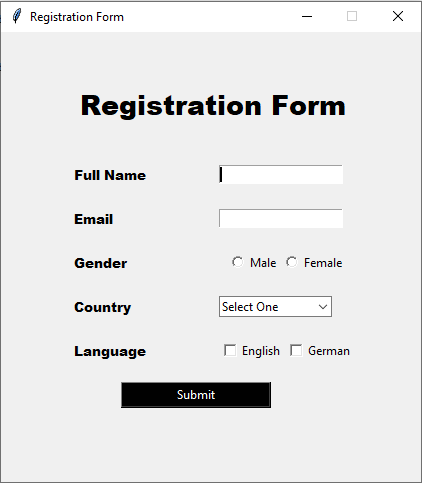 Registration Form
Registration Form
Full Name
Email
Gender Male Female
Country Select One
Language English German
Submit